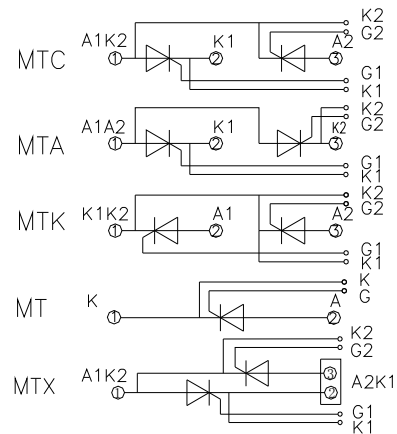 K2
A1K2 K1 A2 G2
MTC 1 2 3
G1
K1
K2
A1A2 K1 K2 G2
MTA 1 2 3
G1
K1
K2
K1K2 A1 A2 G2
MTK 1 2 3
G1
K1
K
K A G
MT 1 2
K2
G2
A1K2 3 A2K1
MTX 1 2
G1
K1